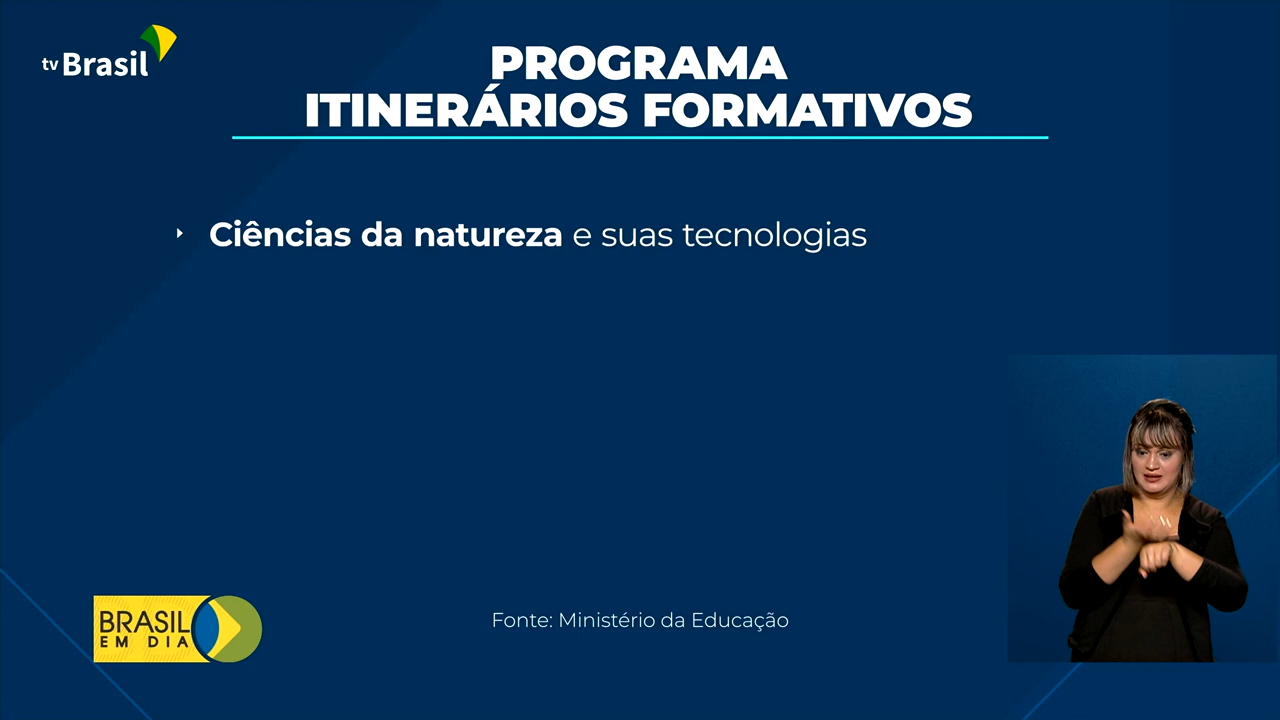 tv Brasil
PROGRAMA
ITINERÁRIOS FORMATIVOS
Ciências da natureza e suas tecnologias
BRASIL
EM DIA
Fonte: Ministério da Educação